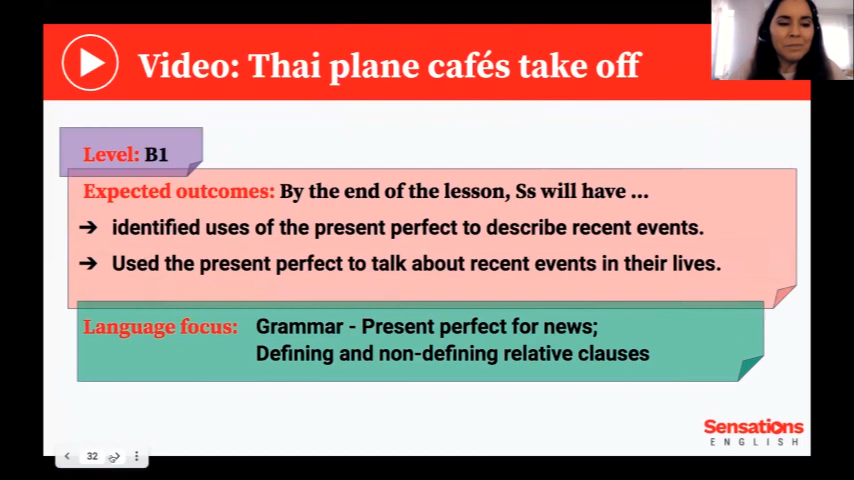 Video: Thai plane cafés take off
Level: B1
Expected outcomes: By the end of the lesson, Ss will have ...
➔ identified uses of the present perfect to describe recent events.
➔ Used the present perfect to talk about recent events in their lives.
Language focus: Grammar - Present perfect for news;
Defining and non-defining relative clauses
Sensations
ENGLISH
32